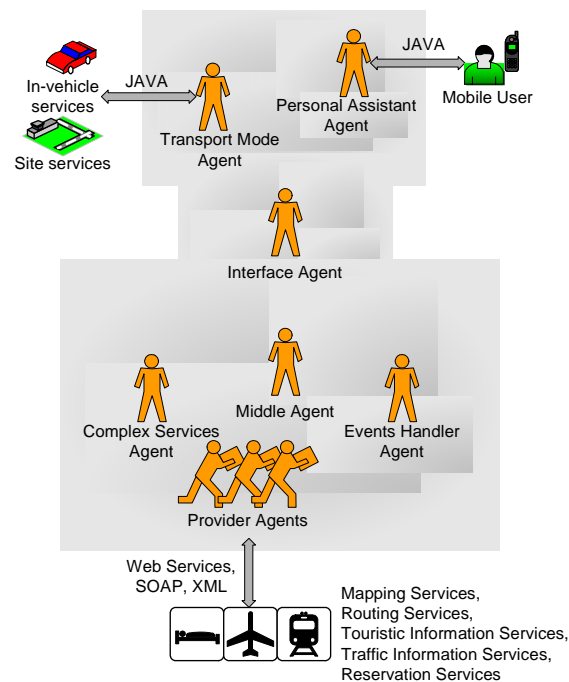 JAVA
In-vehicle
services
Site services
Transport Mode
Agent
Personal Assistant
Agent
JAVA
Mobile User
Interface Agent
Complex Services
Agent
Middle Agent
Events Handler
Agent
Provider Agents
Web Services,
SOAP, XML
Mapping Services,
Routing Services,
Touristic Information Services,
Traffic Information Services,
Reservation Services